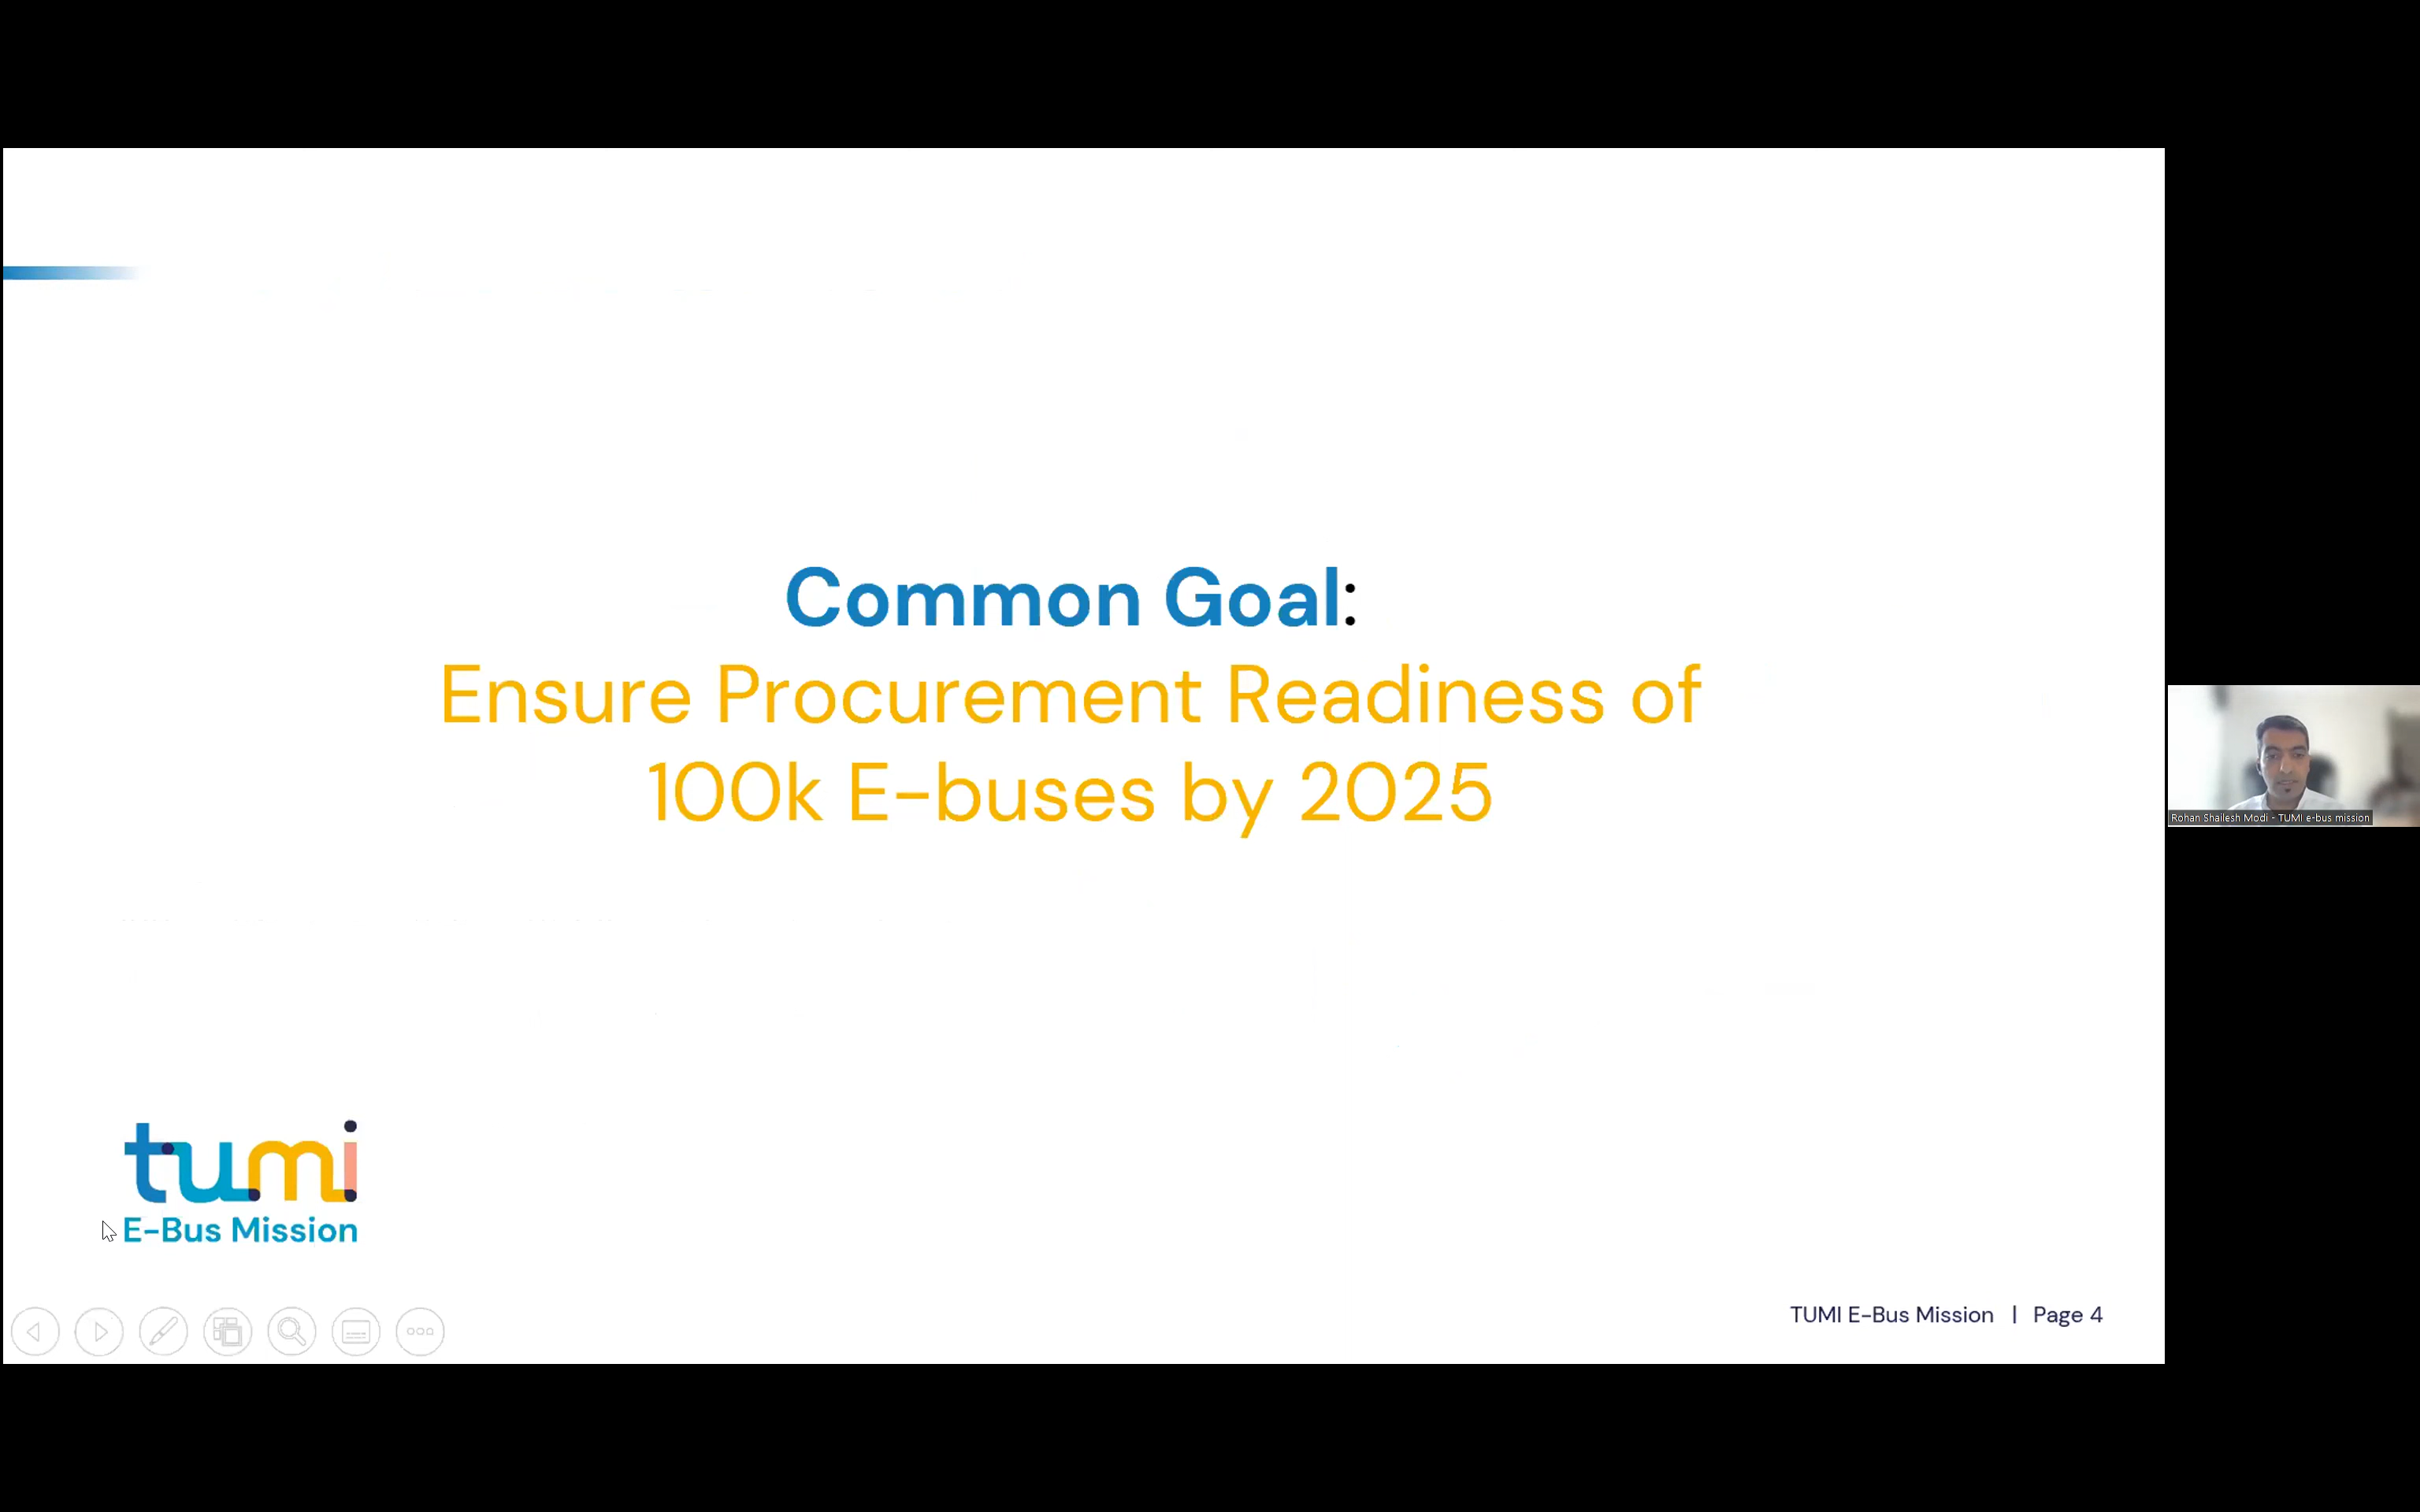 Common Goal:
Ensure Procurement Readiness of
100k E-buses by 2025
Rohan Shailesh Modi - TUMI e-bus mission
tumi
E-Bus Mission
TUMI E-Bus Mission | Page 4